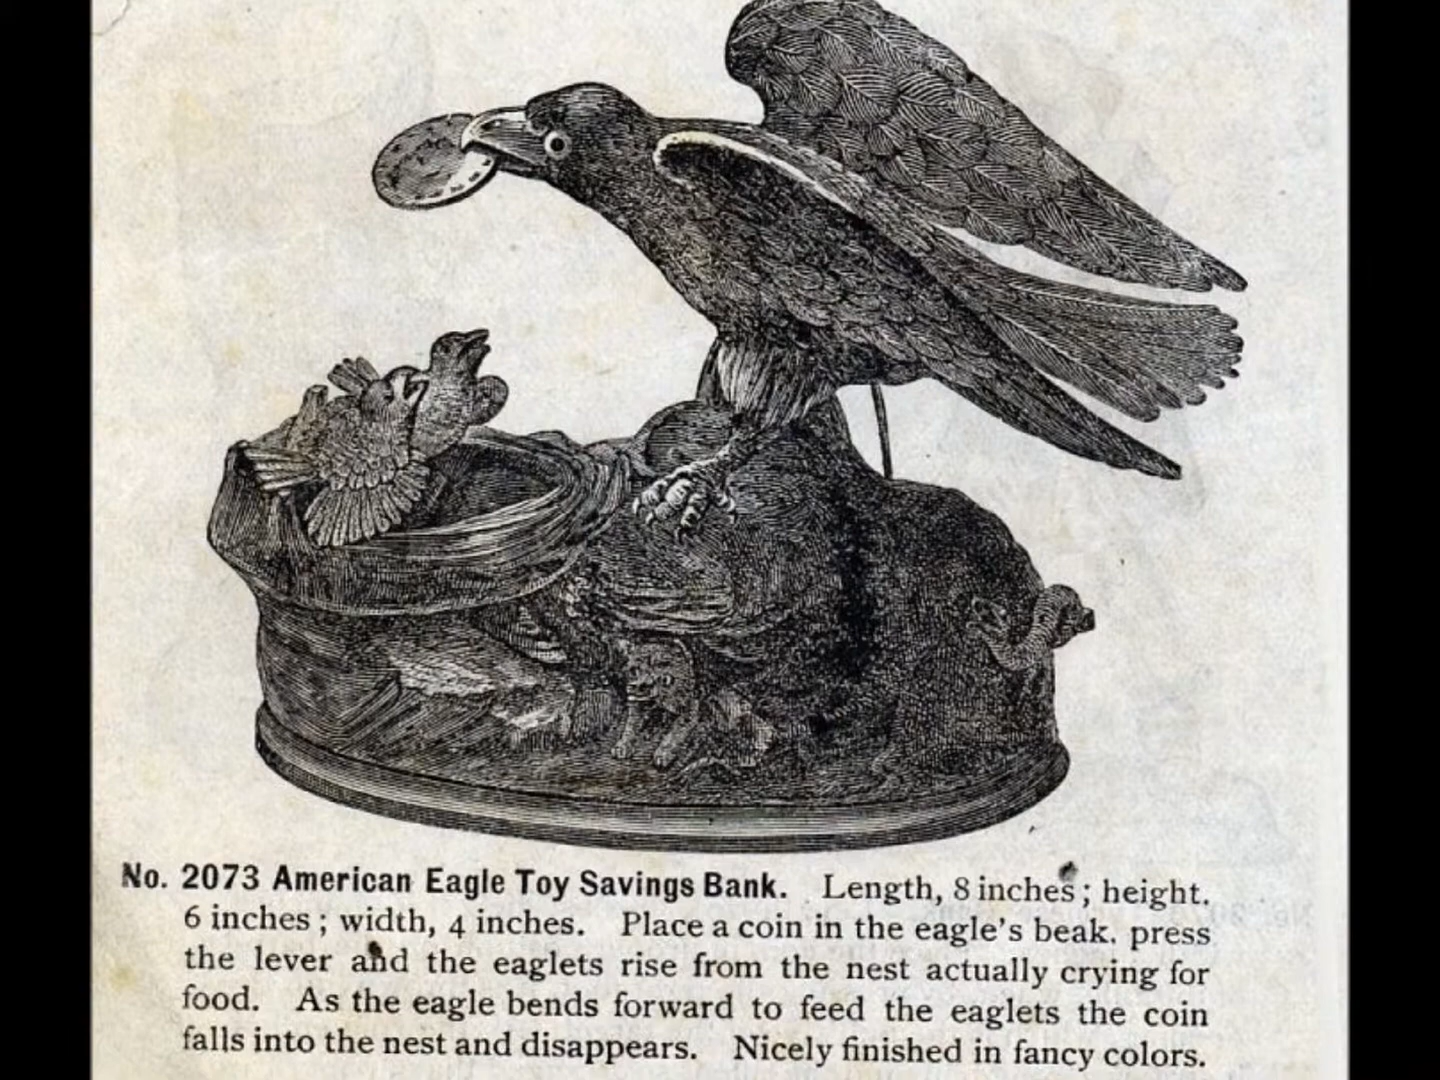 No. 2073 American Eagle Toy Savings Bank. Length, 8 inches; height.
6 inches; width, 4 inches. Place a coin in the eagle's beak. press
the lever and the eaglets rise from the nest actually crying for
food. As the eagle bends forward to feed the eaglets the coin
falls into the nest and disappears. Nicely finished in fancy colors.